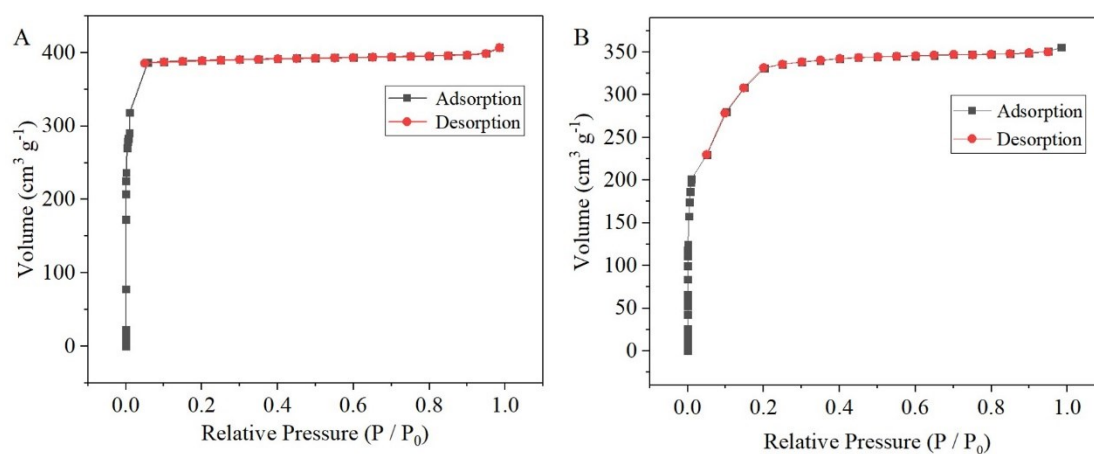 A
Volume (cm³ g⁻¹)
400
300
200
100
0
Adsorption
Desorption
0.0 0.2 0.4 0.6 0.8 1.0
Relative Pressure (P / P₀)
B
Volume (cm³ g⁻¹)
350
300
250
200
150
100
50
0
Adsorption
Desorption
0.0 0.2 0.4 0.6 0.8 1.0
Relative Pressure (P / P₀)